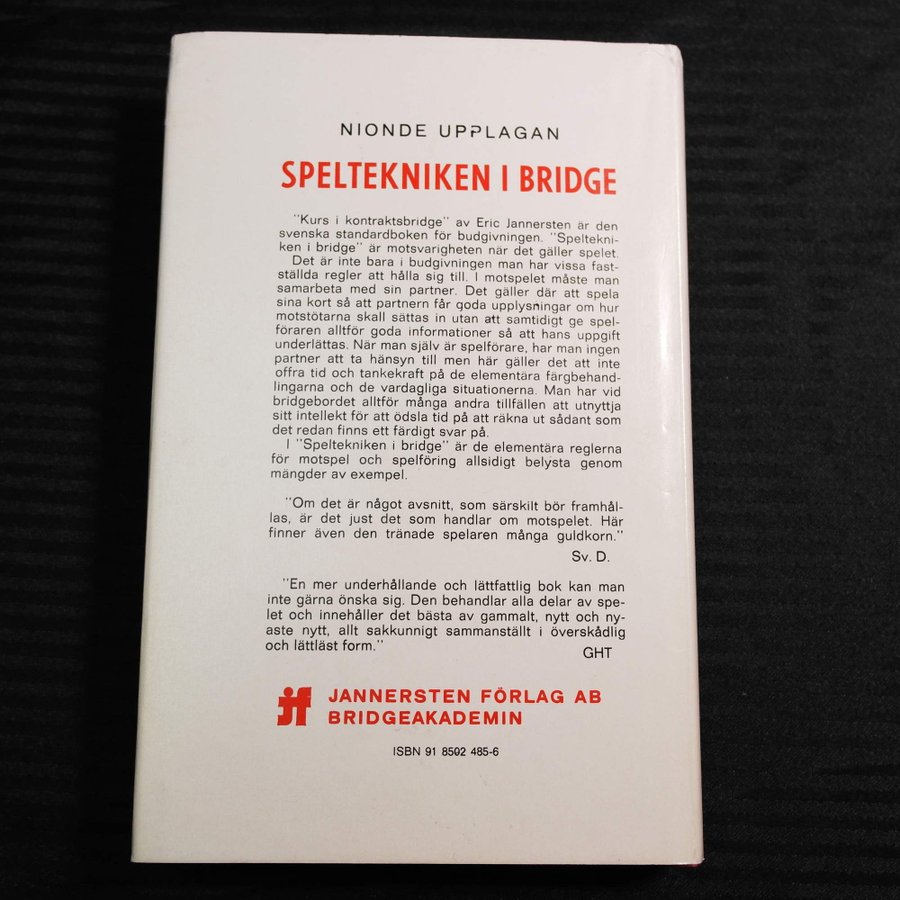 NIONDE UPPLAGAN
SPELTEKNIKEN I BRIDGE
"Kurs i kontraktsbridge" av Eric Jannersten är den
svenska standardboken för budgivningen. "Speltekni-
ken i bridge" är motsvarigheten när det gäller spelet.
Det är inte bara i budgivningen man har vissa fast-
ställda regler att hålla sig till. I motspelet måste man
samarbeta med sin partner. Det gäller där att spela
sina kort så att partnern får goda upplysningar om hur
motstötarna skall sättas in utan att samtidigt ge spel-
föraren alltför goda informationer så att hans uppgift
underlättas. När man själv är spelförare, har man ingen
partner att ta hänsyn till men här gäller det att inte
offra tid och tankekraft på de elementära färgbehand-
lingarna och de vardagliga situationerna. Man har vid
bridgebordet alltför många andra tillfällen att utnyttja
sitt intellekt för att ödsla tid på att räkna ut sådant som
det redan finns ett färdigt svar på.
I "Speltekniken i bridge" är de elementära reglerna
för motspel och spelföring allsidigt belysta genom
mängder av exempel.
"Om det är något avsnitt, som särskilt bör framhål-
las, är det just det som handlar om motspelet. Här
finner även den tränade spelaren många guldkorn."
Sv. D.
"En mer underhållande och lättfattlig bok kan man
inte gärna önska sig. Den behandlar alla delar av spe-
let och innehåller det bästa av gammalt, nytt och ny-
aste nytt, allt sakkunnigt sammanställt i överskådlig
och lättläst form."
GHT
jf JANNERSTEN FÖRLAG AB
BRIDGEAKADEMIN
ISBN 91 8502 485-6